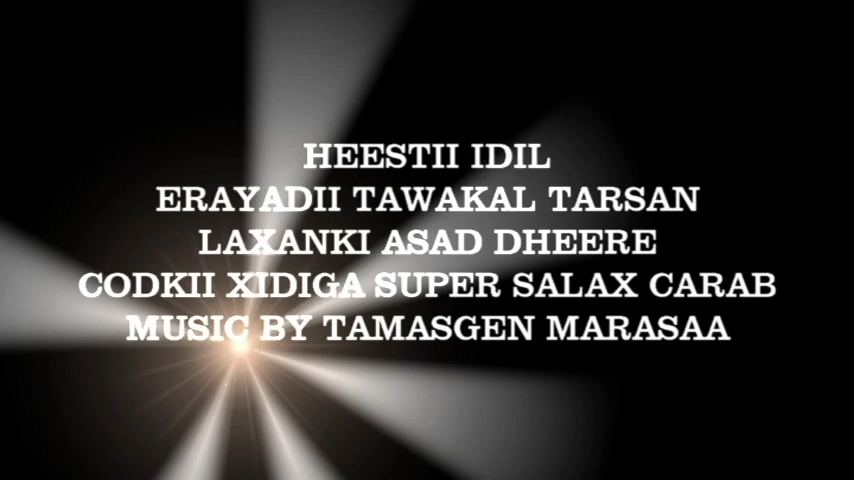 HEESTII IDIL
ERAYADII TAWAKAL TARSAN
LAXANKI ASAD DHEERE
CODKII XIDIGA SUPER SALAX CARAB
MUSIC BY TAMASGEN MARASAA